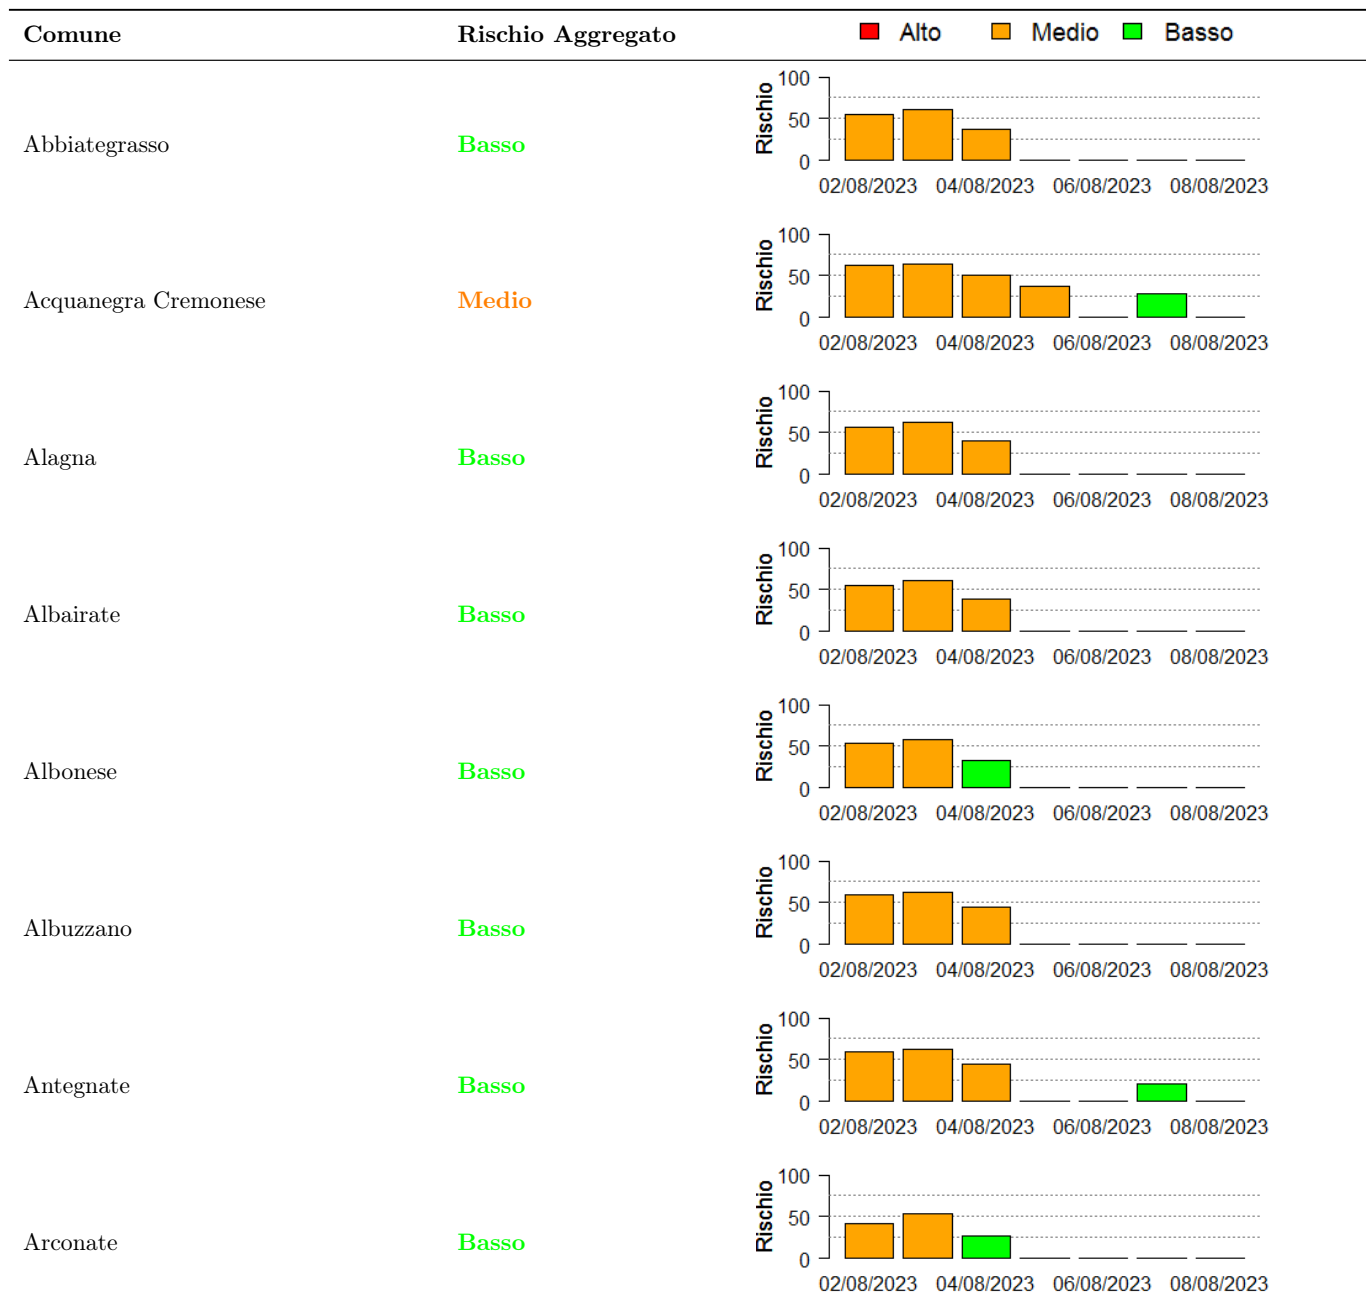 Comune Rischio Aggregato Alto Medio Basso
Abbiategrasso Basso
Rischio
100
50
0
02/08/2023 04/08/2023 06/08/2023 08/08/2023
Acquanegra Cremonese Medio
Rischio
100
50
0
02/08/2023 04/08/2023 06/08/2023 08/08/2023
Alagna Basso
Rischio
100
50
0
02/08/2023 04/08/2023 06/08/2023 08/08/2023
Albairate Basso
Rischio
100
50
0
02/08/2023 04/08/2023 06/08/2023 08/08/2023
Albonese Basso
Rischio
100
50
0
02/08/2023 04/08/2023 06/08/2023 08/08/2023
Albuzzano Basso
Rischio
100
50
0
02/08/2023 04/08/2023 06/08/2023 08/08/2023
Antegnate Basso
Rischio
100
50
0
02/08/2023 04/08/2023 06/08/2023 08/08/2023
Arconate Basso
Rischio
100
50
0
02/08/2023 04/08/2023 06/08/2023 08/08/2023